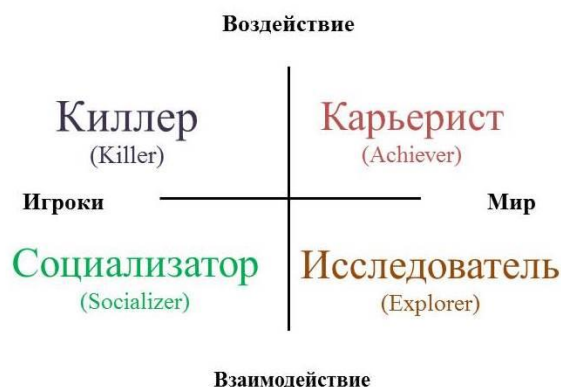 Воздействие
Киллер
(Killer)
Карьерист
(Achiever)
Игроки
Мир
Социализатор
(Socializer)
Исследователь
(Explorer)
Взаимодействие